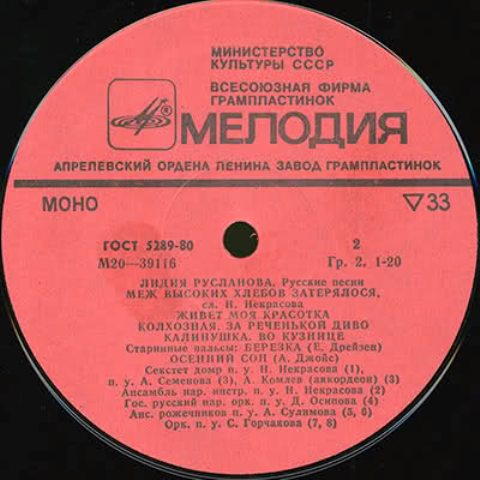 МИНИСТЕРСТВО
КУЛЬТУРЫ СССР
ВСЕСОЮЗНАЯ ФИРМА
ГРАМПЛАСТИНОК
®
МЕЛОДИЯ
АПРЕЛЕВСКИЙ ОРДЕНА ЛЕНИНА ЗАВОД ГРАМПЛАСТИНОК
МОНО ▽33
ГОСТ 5289-80 2
М20—39116 Гр. 2. 1-20
ЛИДИЯ РУСЛАНОВА. Русские песни
МЕЖ ВЫСОКИХ ХЛЕБОВ ЗАТЕРЯЛОСЯ,
сл. Н. Некрасова
ЖИВЕТ МОЯ КРАСОТКА
КОЛХОЗНАЯ. ЗА РЕЧЕНЬКОЙ ДИВО
КАЛИНУШКА. ВО КУЗНИЦЕ
Старинные вальсы: БЕРЕЗКА (Е. Дрейзен)
ОСЕННИЙ СОН (А. Джойс)
Секстет домр п. у. Н. Некрасова (1),
п. у. А. Семенова (3), А. Комлев (аккордеон) (3)
Ансамбль нар. инстр. п. у. Н. Некрасова (2)
Гос. русский нар. орк. п. у. Д. Осипова (4)
Анс. рожечников п. у. А. Сулимова (5, 6)
Орк. п. у. С. Горчакова (7, 8)